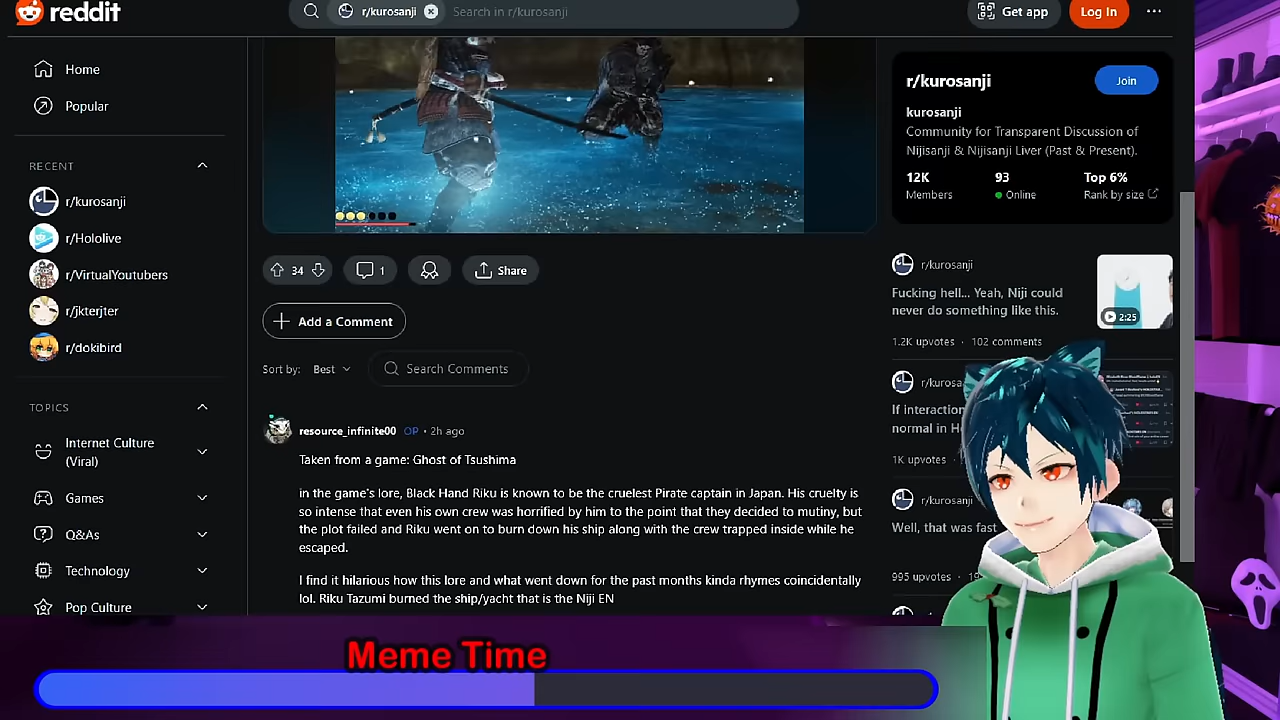 reddit
r/kurosanji
Search in r/kurosanji
Get app
Log In
Home
Popular
RECENT
r/kurosanji
r/Hololive
r/VirtualYoutubers
r/jkterjter
r/dokibird
TOPICS
Internet Culture
(Viral)
Games
Q&As
Technology
Pop Culture
34
1
Share
Add a Comment
Sort by:
Best
Search Comments
resource_infinite00 OP • 2h ago
Taken from a game: Ghost of Tsushima
In the game's lore, Black Hand Riku is known to be the cruelest Pirate captain in Japan. His cruelty is
so intense that even his own crew was horrified by him to the point that they decided to mutiny, but
the plot failed and Riku went on to burn down his ship along with the crew trapped inside while he
escaped.
I find it hilarious how this lore and what went down for the past months kinda rhymes coincidentally
lol. Riku Tazumi burned the ship/yacht that is the Niji EN
r/kurosanji
Join
kurosanji
Community for Transparent Discussion of
Nijisanji & Nijisanji Liver (Past & Present).
12K
93
Top 6%
Members
Online
Rank by size
r/kurosanji
Fucking hell... Yeah, Niji could
never do something like this.
2:25
1.2K upvotes · 102 comments
r/kurosa
If interaction
normal in H
1K upvotes
r/kurosanji
Well, that was fast
995 upvotes · 19
Meme Time